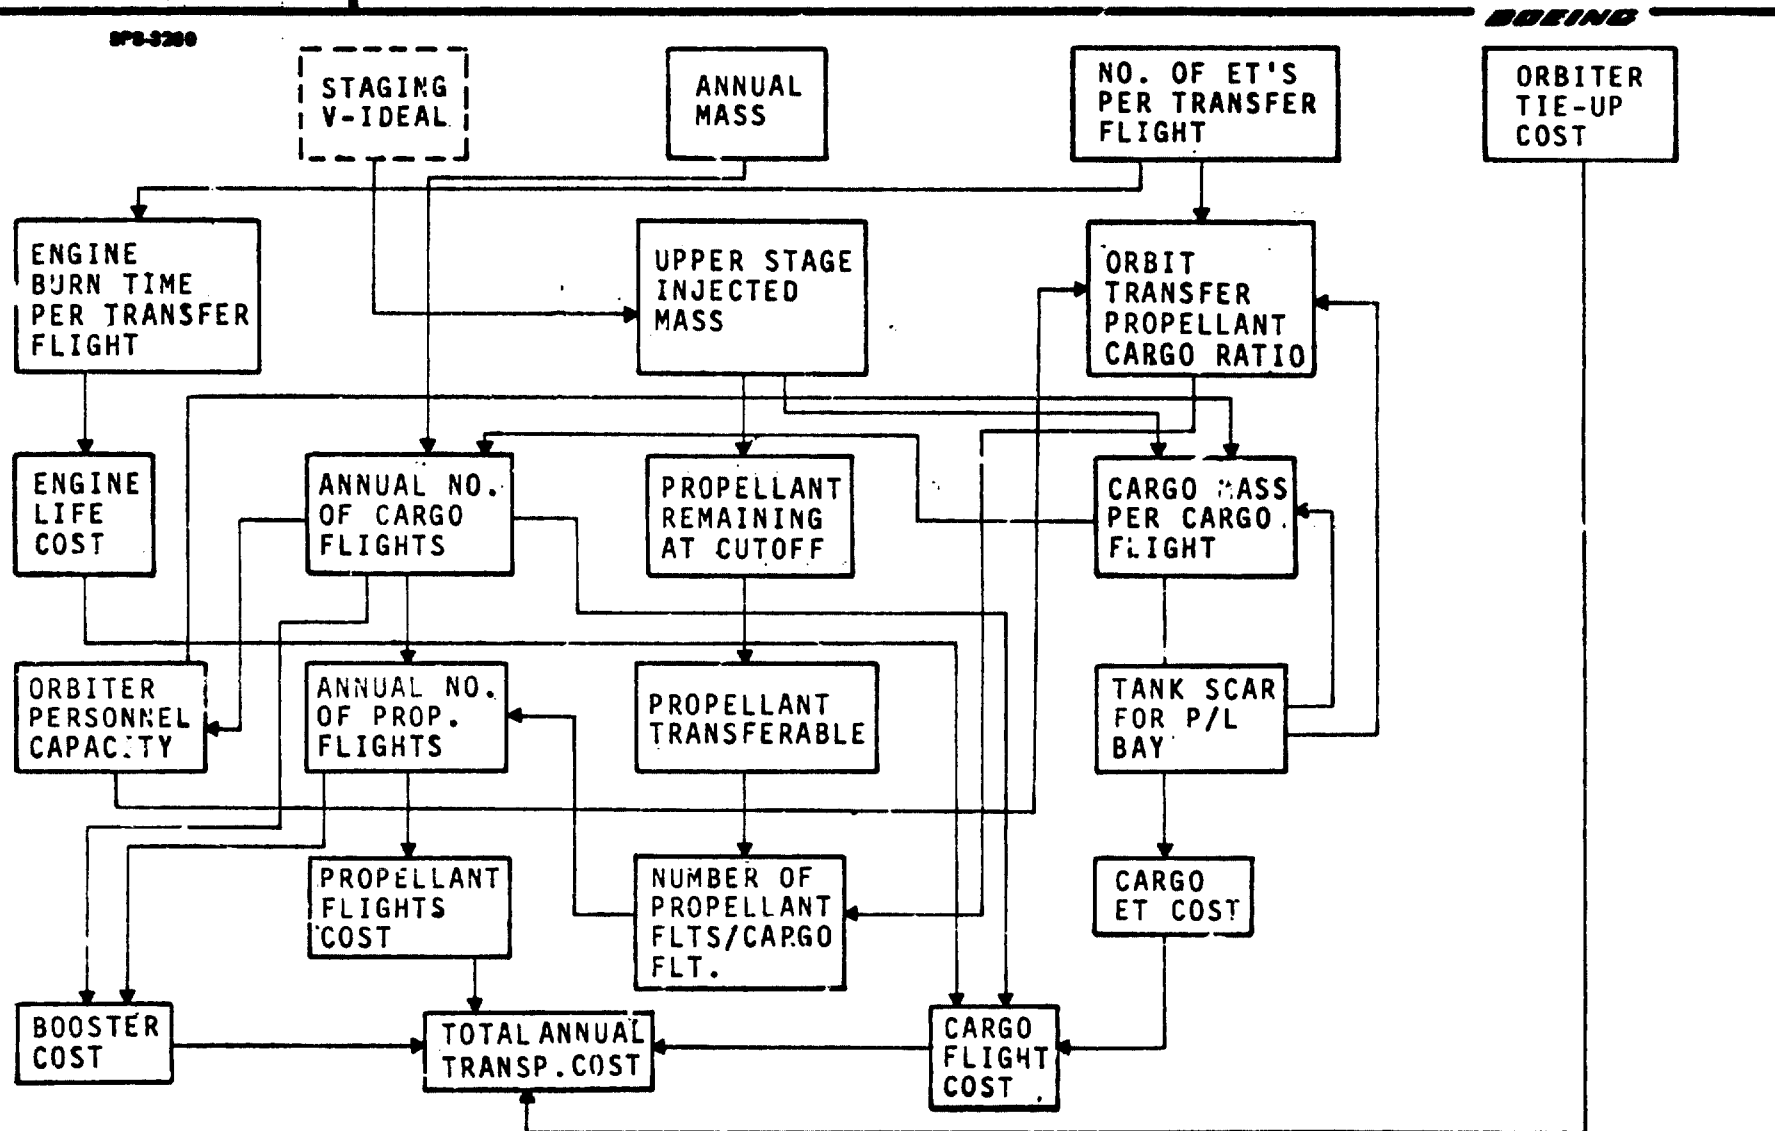 BOEING
SPS-3280
STAGING
V-IDEAL
ANNUAL
MASS
NO. OF ET'S
PER TRANSFER
FLIGHT
ORBITER
TIE-UP
COST
ENGINE
BURN TIME
PER TRANSFER
FLIGHT
UPPER STAGE
INJECTED
MASS
ORBIT
TRANSFER
PROPELLANT
CARGO RATIO
ENGINE
LIFE
COST
ANNUAL NO.
OF CARGO
FLIGHTS
PROPELLANT
REMAINING
AT CUTOFF
CARGO MASS
PER CARGO
FLIGHT
ORBITER
PERSONNEL
CAPACITY
ANNUAL NO.
OF PROP.
FLIGHTS
PROPELLANT
TRANSFERABLE
TANK SCAR
FOR P/L
BAY
PROPELLANT
FLIGHTS
COST
NUMBER OF
PROPELLANT
FLTS/CARGO
FLT.
CARGO
ET COST
BOOSTER
COST
TOTAL ANNUAL
TRANSP. COST
CARGO
FLIGHT
COST